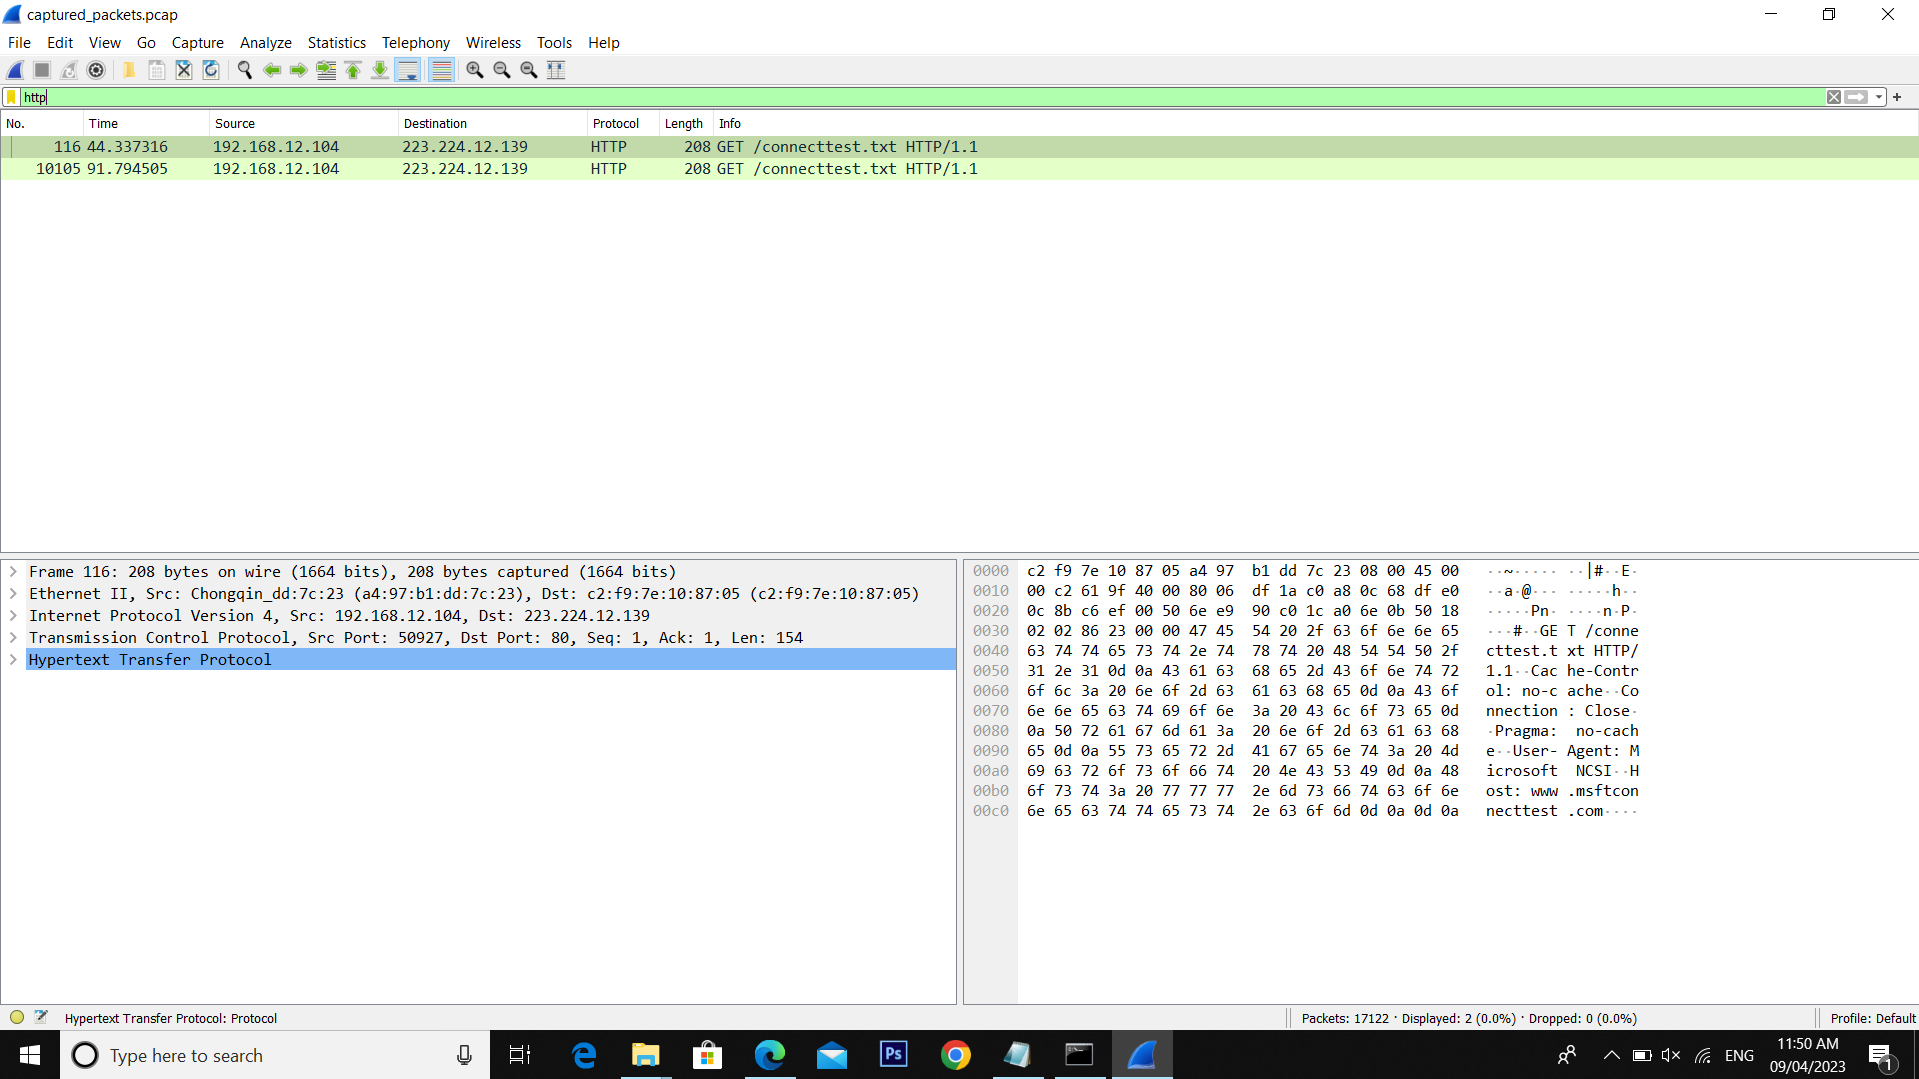 captured_packets.pcap
File Edit View Go Capture Analyze Statistics Telephony Wireless Tools Help
http
No. Time Source Destination Protocol Length Info
116 44.337316 192.168.12.104 223.224.12.139 HTTP 208 GET /connecttest.txt HTTP/1.1
10105 91.794505 192.168.12.104 223.224.12.139 HTTP 208 GET /connecttest.txt HTTP/1.1
Frame 116: 208 bytes on wire (1664 bits), 208 bytes captured (1664 bits)
Ethernet II, Src: Chongqin_dd:7c:23 (a4:97:b1:dd:7c:23), Dst: c2:f9:7e:10:87:05 (c2:f9:7e:10:87:05)
Internet Protocol Version 4, Src: 192.168.12.104, Dst: 223.224.12.139
Transmission Control Protocol, Src Port: 50927, Dst Port: 80, Seq: 1, Ack: 1, Len: 154
Hypertext Transfer Protocol
0000 c2 f9 7e 10 87 05 a4 97 b1 dd 7c 23 08 00 45 00 ··~····· ··|#··E·
0010 00 c2 61 9f 40 00 80 06 df 1a c0 a8 0c 68 df e0 ··a·@··· ·····h··
0020 0c 8b c6 ef 00 50 6e e9 90 c0 1c a0 6e 0b 50 18 ·····Pn· ····n·P·
0030 02 02 86 23 00 00 47 45 54 20 2f 63 6f 6e 6e 65 ···#··GE T /conne
0040 63 74 74 65 73 74 2e 74 78 74 20 48 54 54 50 2f cttest.t xt HTTP/
0050 31 2e 31 0d 0a 43 61 63 68 65 2d 43 6f 6e 74 72 1.1··Cac he-Contr
0060 6f 6c 3a 20 6e 6f 2d 63 61 63 68 65 0d 0a 43 6f ol: no-c ache··Co
0070 6e 6e 65 63 74 69 6f 6e 3a 20 43 6c 6f 73 65 0d nnection : Close·
0080 0a 50 72 61 67 6d 61 3a 20 6e 6f 2d 63 61 63 68 ·Pragma: no-cach
0090 65 0d 0a 55 73 65 72 2d 41 67 65 6e 74 3a 20 4d e··User- Agent: M
00a0 69 63 72 6f 73 6f 66 74 20 4e 43 53 49 0d 0a 48 icrosoft NCSI··H
00b0 6f 73 74 3a 20 77 77 77 2e 6d 73 66 74 63 6f 6e ost: www .msftcon
00c0 6e 65 63 74 74 65 73 74 2e 63 6f 6d 0d 0a 0d 0a necttest .com····
Hypertext Transfer Protocol: Protocol
Packets: 17122 · Displayed: 2 (0.0%) · Dropped: 0 (0.0%)
Profile: Default
Type here to search
Ps
ENG
11:50 AM
09/04/2023
1